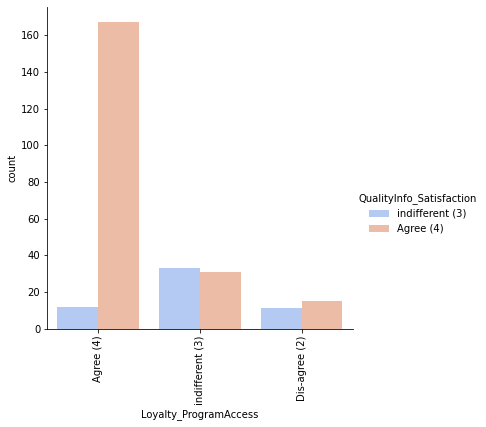 160
140
120
100
80
60
40
20
0
count
Agree (4)
indifferent (3)
Dis-agree (2)
Loyalty_ProgramAccess
QualityInfo_Satisfaction
indifferent (3)
Agree (4)